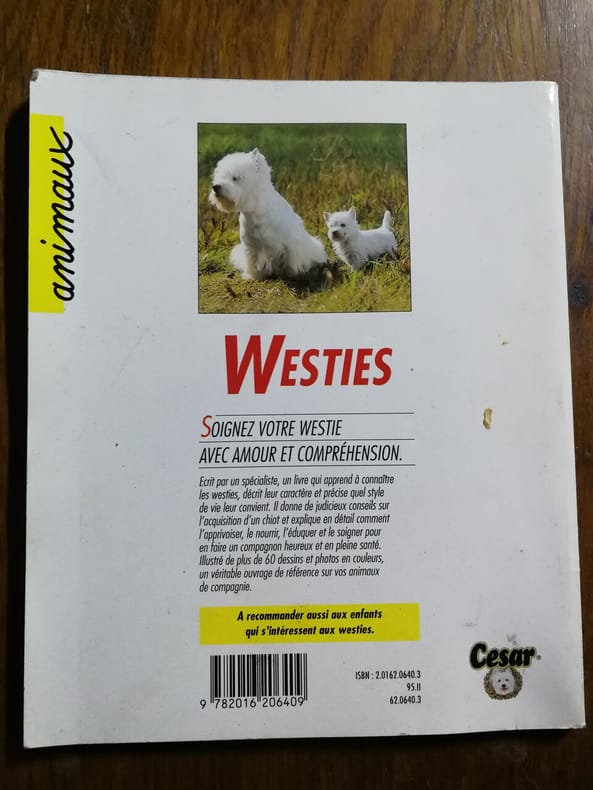 animaux
WESTIES
SOIGNEZ VOTRE WESTIE
AVEC AMOUR ET COMPRÉHENSION.
Ecrit par un spécialiste, un livre qui apprend à connaître
les westies, décrit leur caractère et précise quel style
de vie leur convient. Il donne de judicieux conseils sur
l'acquisition d'un chiot et explique en détail comment
l'apprivoiser, le nourrir, l'éduquer et le soigner pour
en faire un compagnon heureux et en pleine santé.
Illustré de plus de 60 dessins et photos en couleurs,
un véritable ouvrage de référence sur vos animaux
de compagnie.
A recommander aussi aux enfants
qui s'intéressent aux westies.
9 782016 206409
ISBN : 2.0162.0640.3
95.II
62.0640.3
Cesar